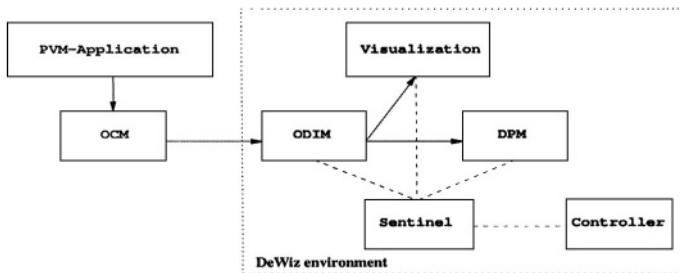 PVM-Application
Visualization
OCM
ODIM
DPM
Sentinel
Controller
DeWiz environment